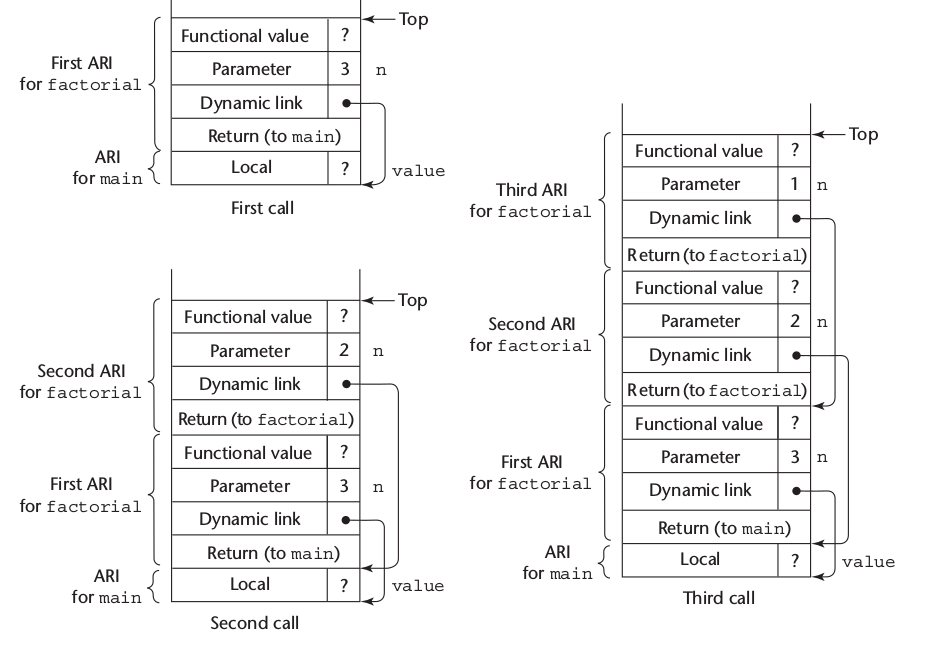 Top
Functional value ?
First ARI
for factorial
Parameter 3 n
Dynamic link
Return (to main)
ARI
for main
Local ? value
First call
Top
Functional value ?
Parameter 2 n
Second ARI
for factorial
Dynamic link
Return (to factorial)
Functional value ?
First ARI
for factorial
Parameter 3 n
Dynamic link
Return (to main)
ARI
for main
Local ? value
Second call
Top
Functional value ?
Third ARI
for factorial
Parameter 1 n
Dynamic link
Return (to factorial)
Functional value ?
Second ARI
for factorial
Parameter 2 n
Dynamic link
Return (to factorial)
Functional value ?
First ARI
for factorial
Parameter 3 n
Dynamic link
Return (to main)
ARI
for main
Local ? value
Third call